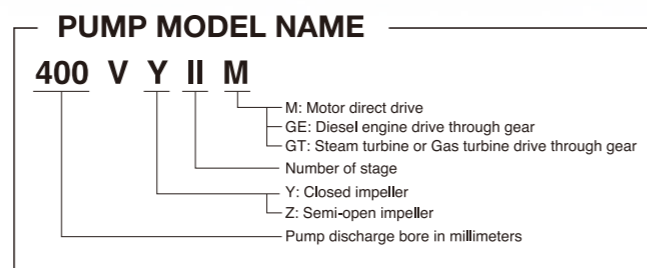 PUMP MODEL NAME
400 V Y II M
M: Motor direct drive
GE: Diesel engine drive through gear
GT: Steam turbine or Gas turbine drive through gear
Number of stage
Y: Closed impeller
Z: Semi-open impeller
Pump discharge bore in millimeters